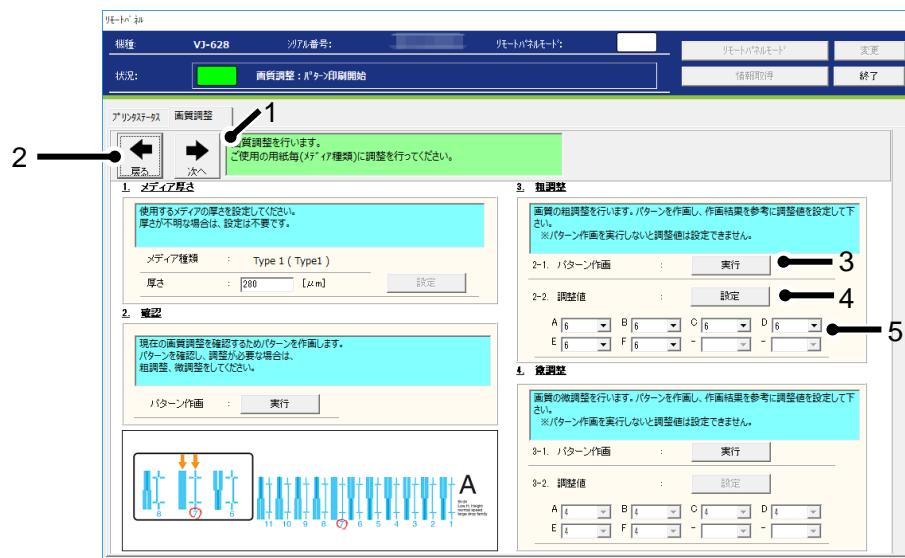 リモートパネル
機種:
VJ-628
シリアル番号:
リモートパネルモード:
リモートパネルモード
変更
状況:
画質調整:パターン印刷開始
情報取得
終了
プリンタステータス
画質調整
1
2
戻る
次へ
画質調整を行います。
ご使用の用紙毎(メディア種類)に調整を行ってください。
1. メディア厚さ
使用するメディアの厚さを設定してください。
厚さが不明な場合は、設定は不要です。
メディア種類 : Type 1 ( Type1 )
厚さ : 280 [μm] 設定
2. 確認
現在の画質調整を確認するためパターンを作画します。
パターンを確認し、調整が必要な場合は、
粗調整、微調整をしてください。
パターン作画 : 実行
8 7 6
11 10 9 8 7 6 5 4 3 2 1
A
3. 粗調整
画質の粗調整を行います。パターンを作画し、作画結果を参考に調整値を設定して下
さい。
※パターン作画を実行しないと調整値は設定できません。
2-1. パターン作画 : 実行
3
2-2. 調整値 : 設定
4
A 6 B 6 C 6 D 6
5
E 6 F 6 - -
4. 微調整
画質の微調整を行います。パターンを作画し、作画結果を参考に調整値を設定して下
さい。
※パターン作画を実行しないと調整値は設定できません。
3-1. パターン作画 : 実行
3-2. 調整値 : 設定
A 4 B 4 C 4 D 4
E 4 F 4 - -